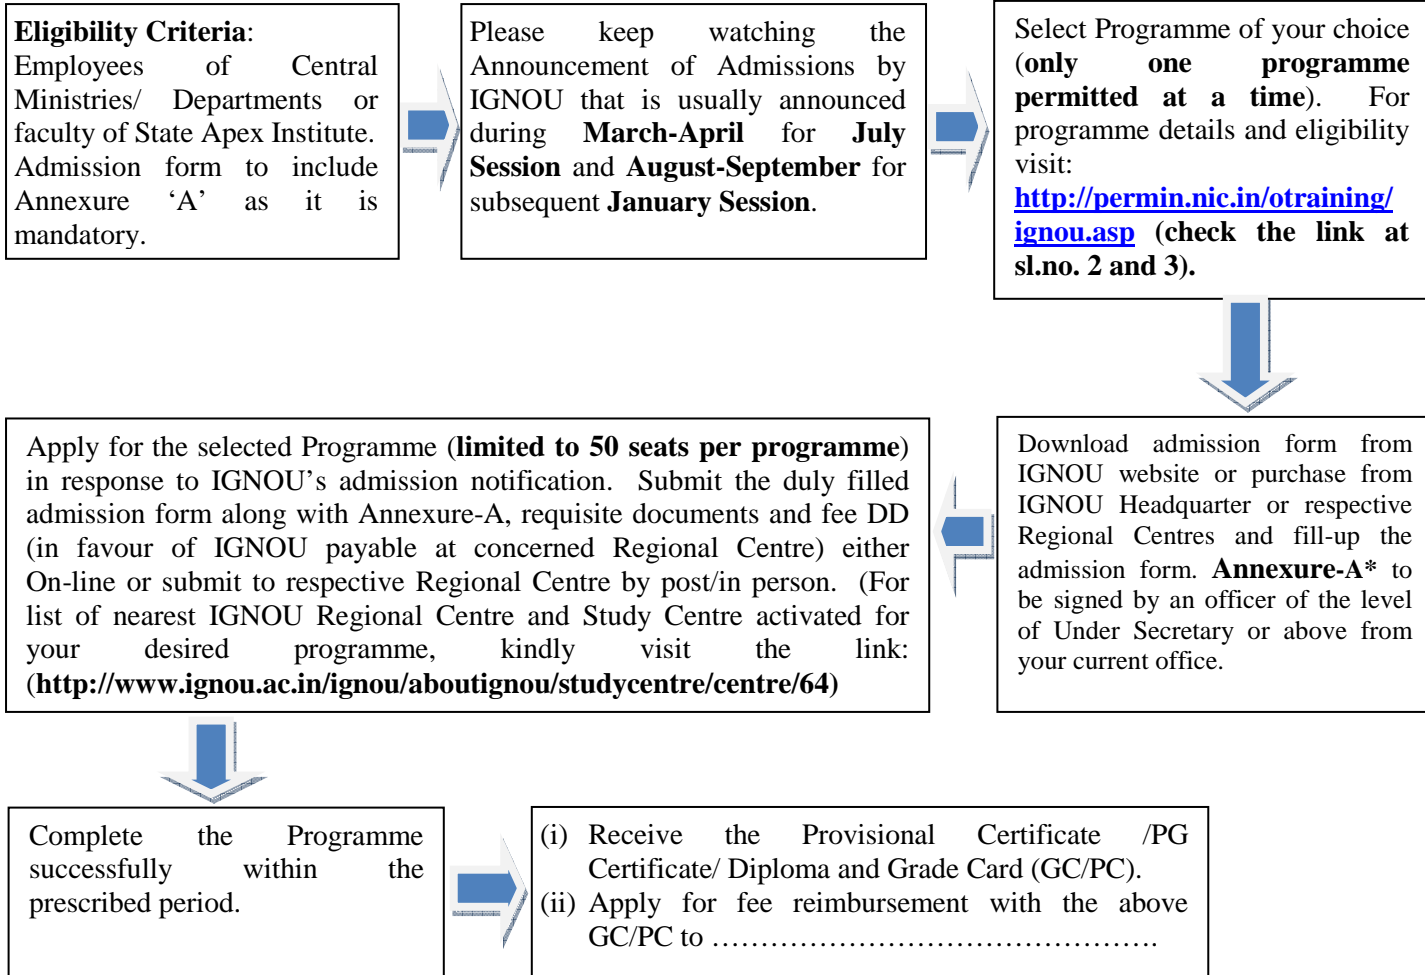 Eligibility Criteria:
Employees of Central
Ministries/ Departments or
faculty of State Apex Institute.
Admission form to include
Annexure ‘A’ as it is
mandatory.
Please keep watching the
Announcement of Admissions by
IGNOU that is usually announced
during March-April for July
Session and August-September for
subsequent January Session.
Select Programme of your choice
(only one programme
permitted at a time). For
programme details and eligibility
visit:
http://permin.nic.in/otraining/
ignou.asp (check the link at
sl.no. 2 and 3).
Download admission form from
IGNOU website or purchase from
IGNOU Headquarter or respective
Regional Centres and fill-up the
admission form. Annexure-A* to
be signed by an officer of the level
of Under Secretary or above from
your current office.
Apply for the selected Programme (limited to 50 seats per programme)
in response to IGNOU’s admission notification. Submit the duly filled
admission form along with Annexure-A, requisite documents and fee DD
(in favour of IGNOU payable at concerned Regional Centre) either
On-line or submit to respective Regional Centre by post/in person. (For
list of nearest IGNOU Regional Centre and Study Centre activated for
your desired programme, kindly visit the link:
(http://www.ignou.ac.in/ignou/aboutignou/studycentre/centre/64)
Complete the Programme
successfully within the
prescribed period.
(i) Receive the Provisional Certificate /PG
Certificate/ Diploma and Grade Card (GC/PC).
(ii) Apply for fee reimbursement with the above
GC/PC to ……………………………………….